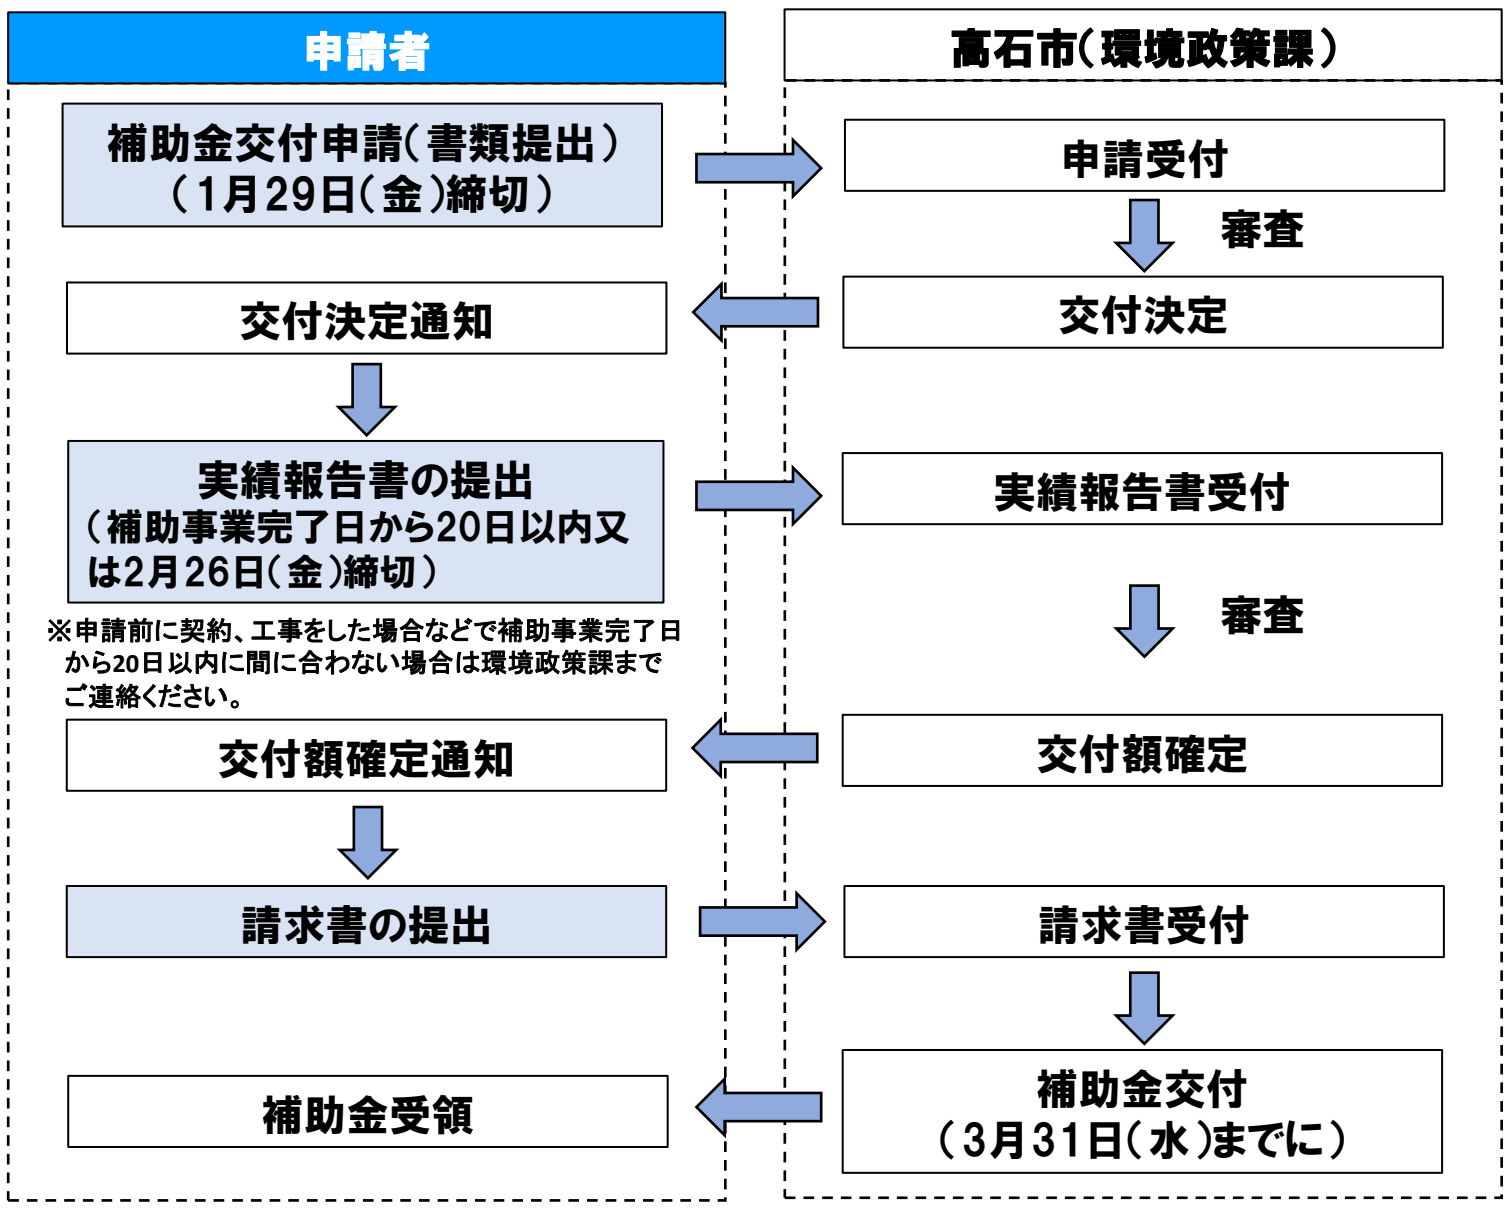 申請者
高石市(環境政策課)
補助金交付申請(書類提出)
(1月29日(金)締切)
申請受付
審査
交付決定
交付決定通知
実績報告書の提出
(補助事業完了日から20日以内又
は2月26日(金)締切)
※申請前に契約、工事をした場合などで補助事業完了日
から20日以内に間に合わない場合は環境政策課まで
ご連絡ください。
実績報告書受付
審査
交付額確定
交付額確定通知
請求書の提出
請求書受付
補助金交付
(3月31日(水)までに)
補助金受領